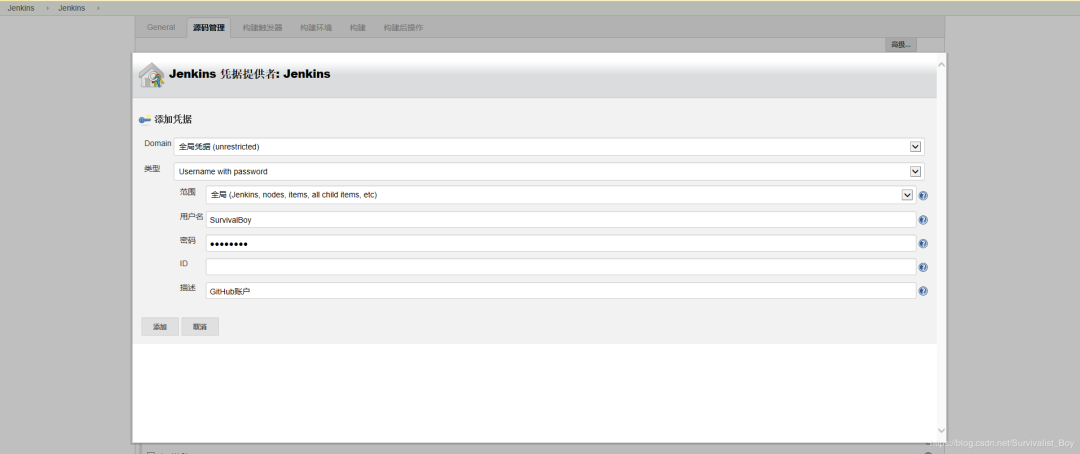 Jenkins › Jenkins ›
General 源码管理 构建触发器 构建环境 构建 构建后操作
高级...
Jenkins 凭据提供者: Jenkins
添加凭据
Domain 全局凭据 (unrestricted)
类型 Username with password
范围 全局 (Jenkins, nodes, items, all child items, etc)
用户名 SurvivalBoy
密码 ••••••••
ID
描述 GitHub账户
添加 取消
https://blog.csdn.net/Survivalist_Boy